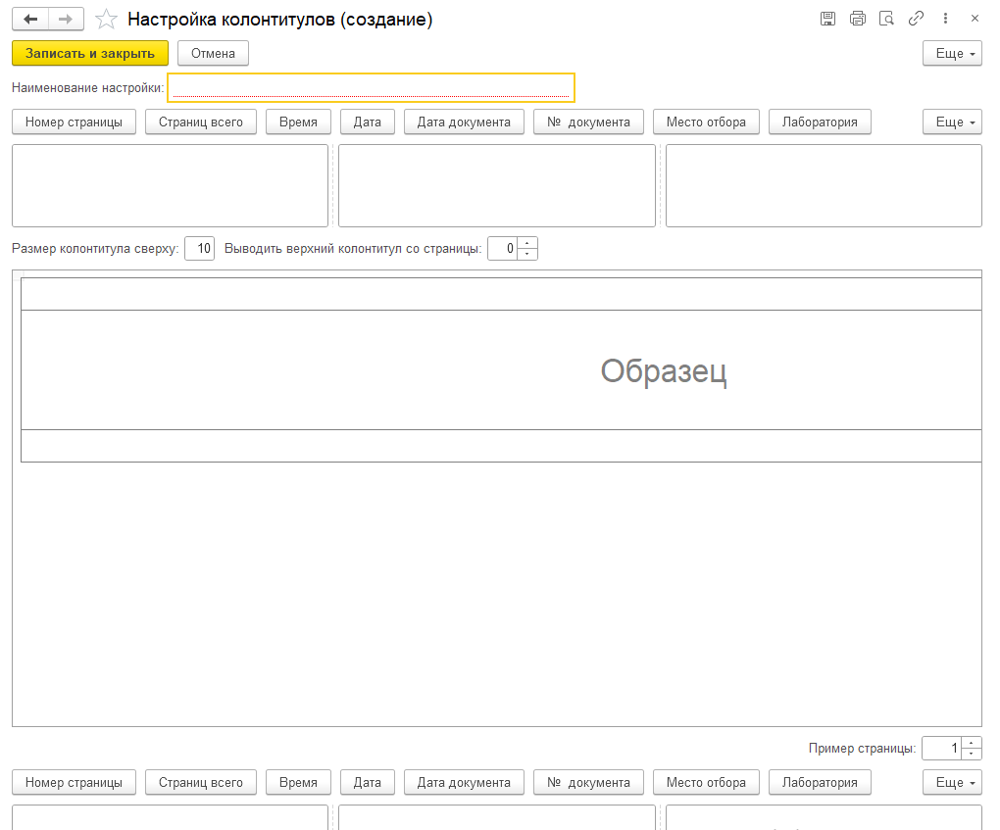 Настройка колонтитулов (создание)
Записать и закрыть Отмена Еще
Наименование настройки:
Номер страницы Страниц всего Время Дата Дата документа № документа Место отбора Лаборатория Еще
Размер колонтитула сверху: 10 Выводить верхний колонтитул со страницы: 0
Образец
Пример страницы: 1
Номер страницы Страниц всего Время Дата Дата документа № документа Место отбора Лаборатория Еще